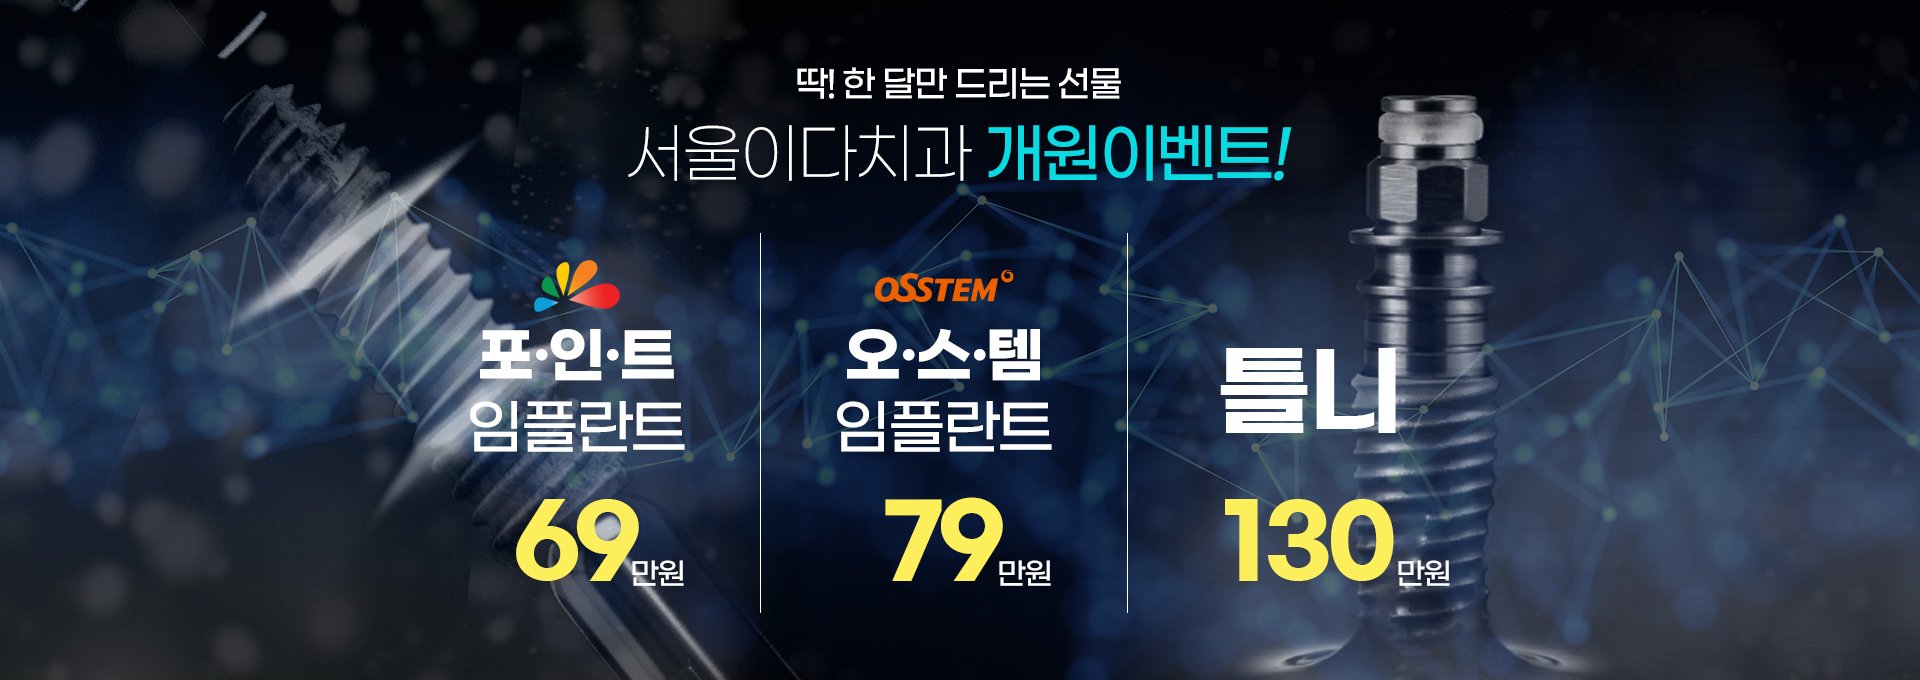 딱! 한 달만 드리는 선물
서울이다치과 개원이벤트!
포·인·트
임플란트
69만원
OSSTEM
오·스·템
임플란트
79만원
틀니
130만원